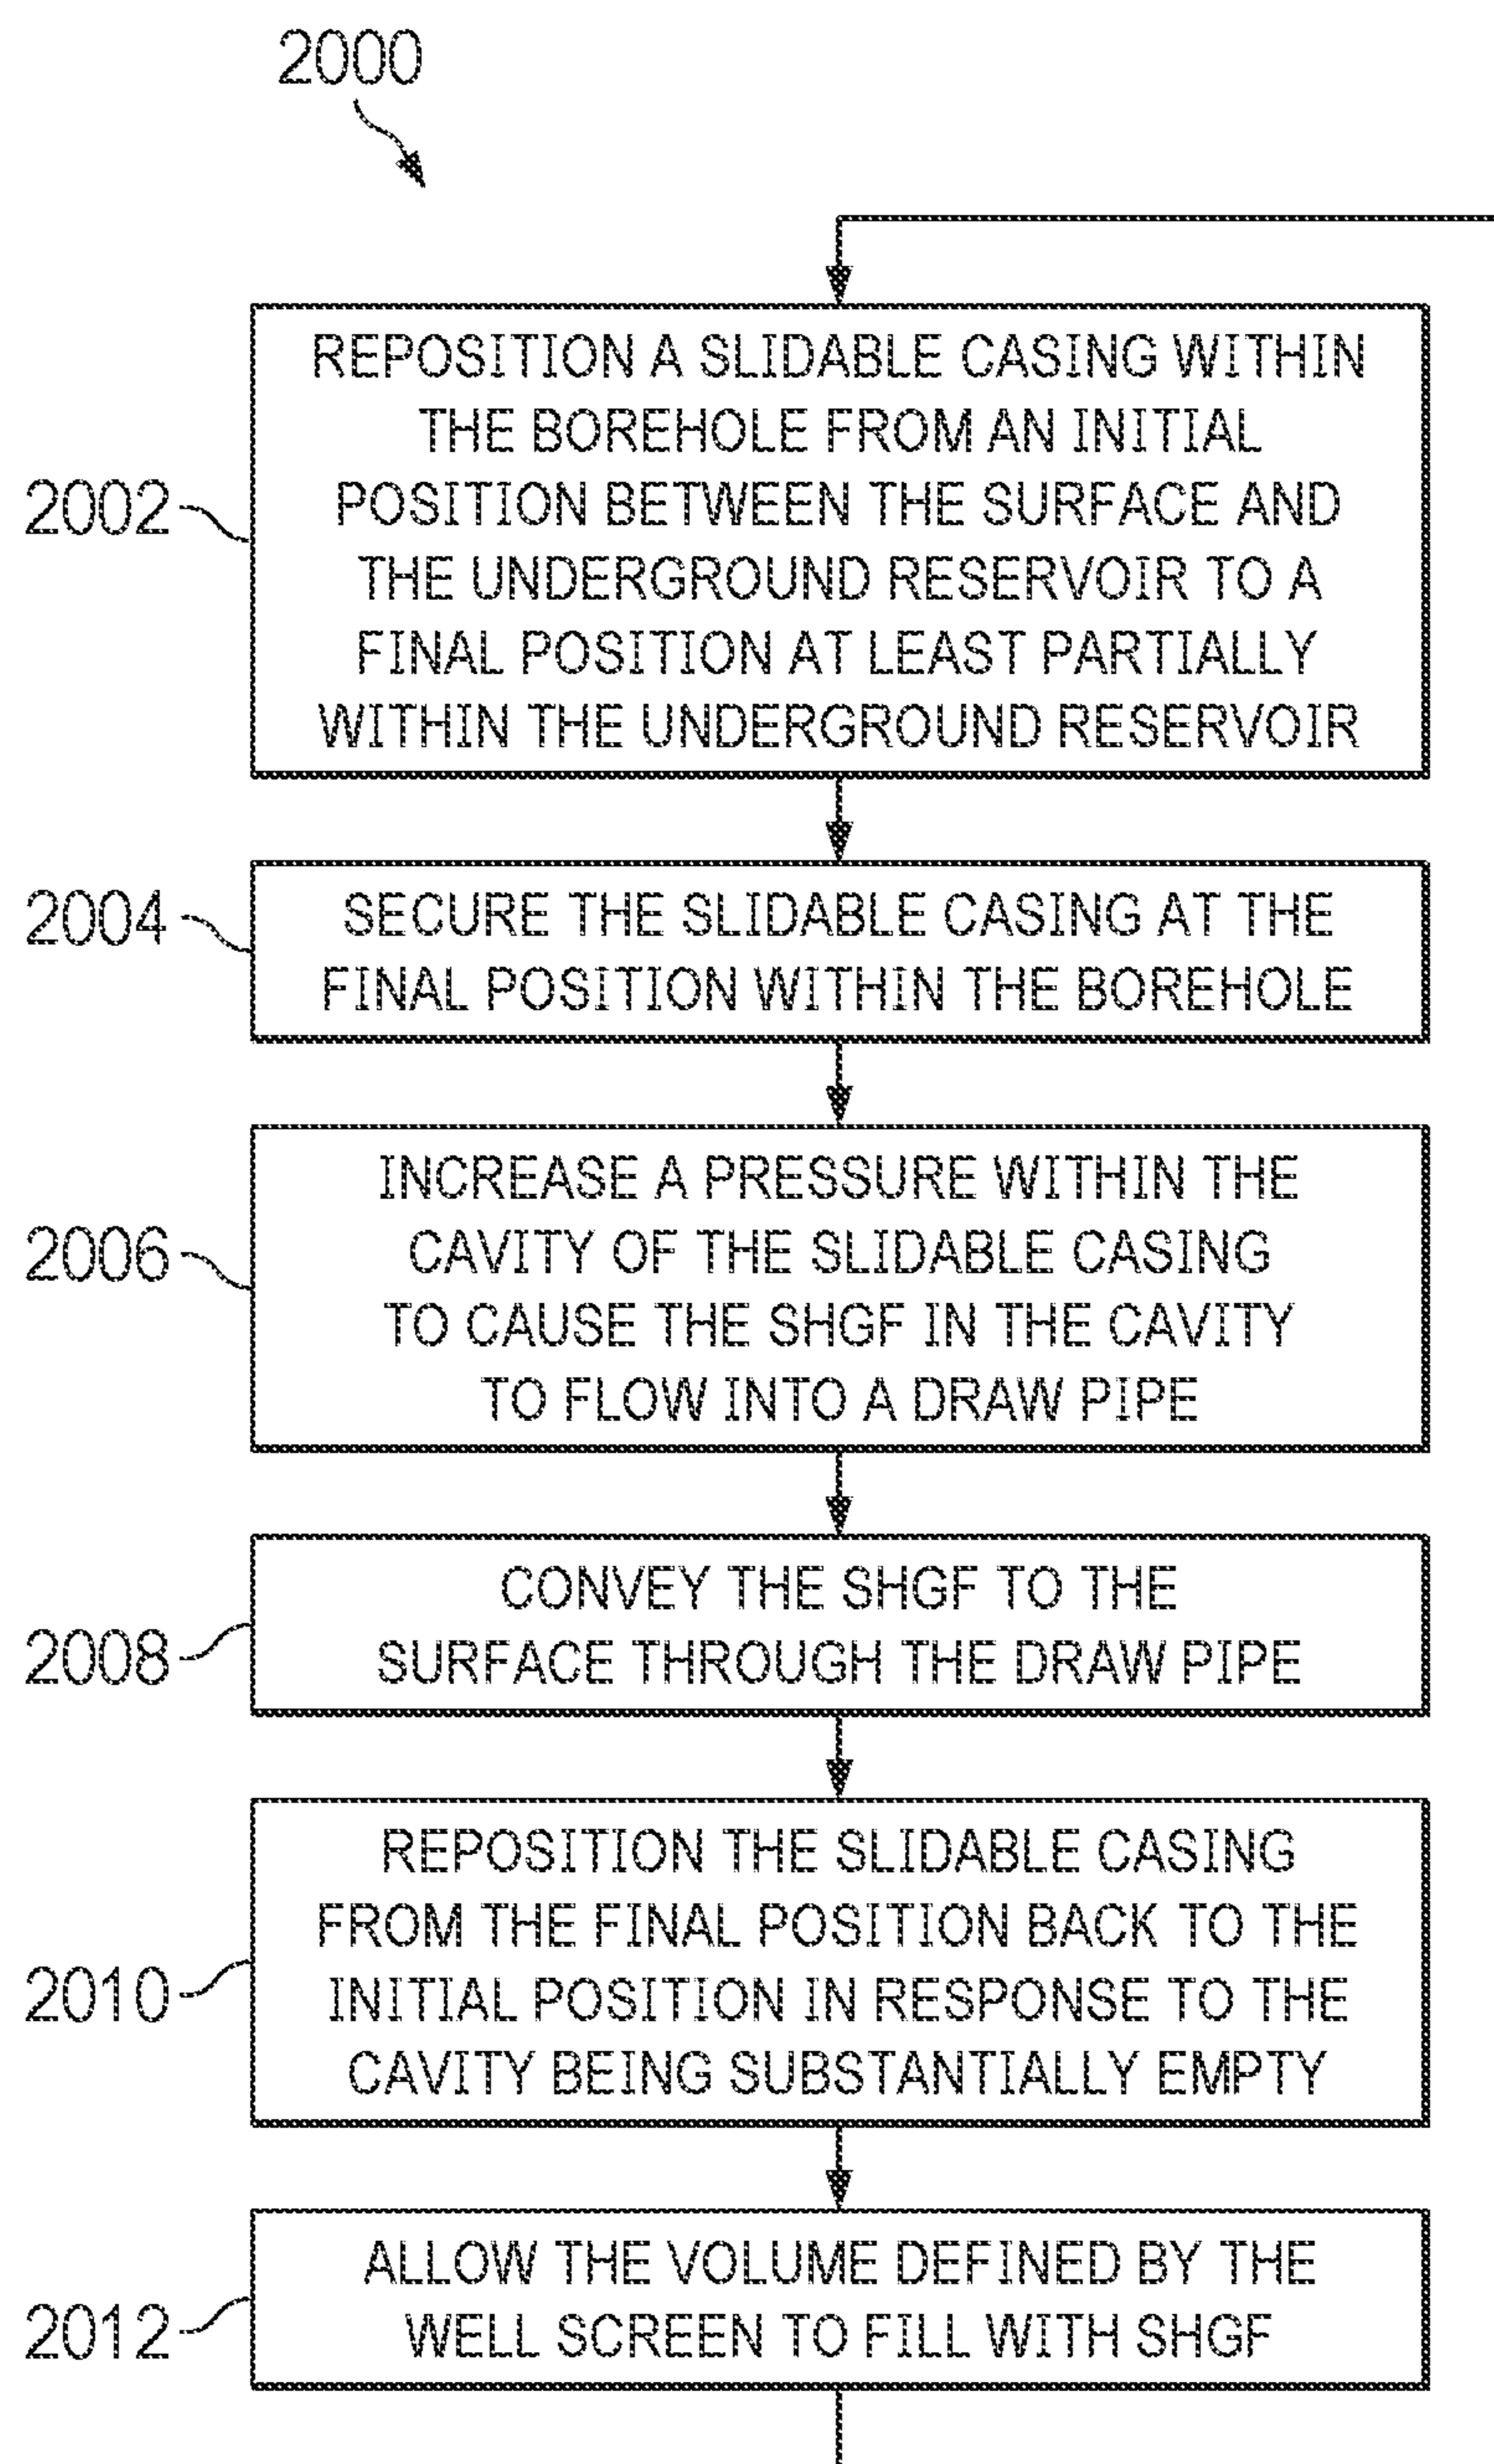 2000
REPOSITION A SLIDABLE CASING WITHIN
THE BOREHOLE FROM AN INITIAL
POSITION BETWEEN THE SURFACE AND
THE UNDERGROUND RESERVOIR TO A
FINAL POSITION AT LEAST PARTIALLY
WITHIN THE UNDERGROUND RESERVOIR
2002
SECURE THE SLIDABLE CASING AT THE
FINAL POSITION WITHIN THE BOREHOLE
2004
INCREASE A PRESSURE WITHIN THE
CAVITY OF THE SLIDABLE CASING
TO CAUSE THE SHGF IN THE CAVITY
TO FLOW INTO A DRAW PIPE
2006
CONVEY THE SHGF TO THE
SURFACE THROUGH THE DRAW PIPE
2008
REPOSITION THE SLIDABLE CASING
FROM THE FINAL POSITION BACK TO THE
INITIAL POSITION IN RESPONSE TO THE
CAVITY BEING SUBSTANTIALLY EMPTY
2010
ALLOW THE VOLUME DEFINED BY THE
WELL SCREEN TO FILL WITH SHGF
2012